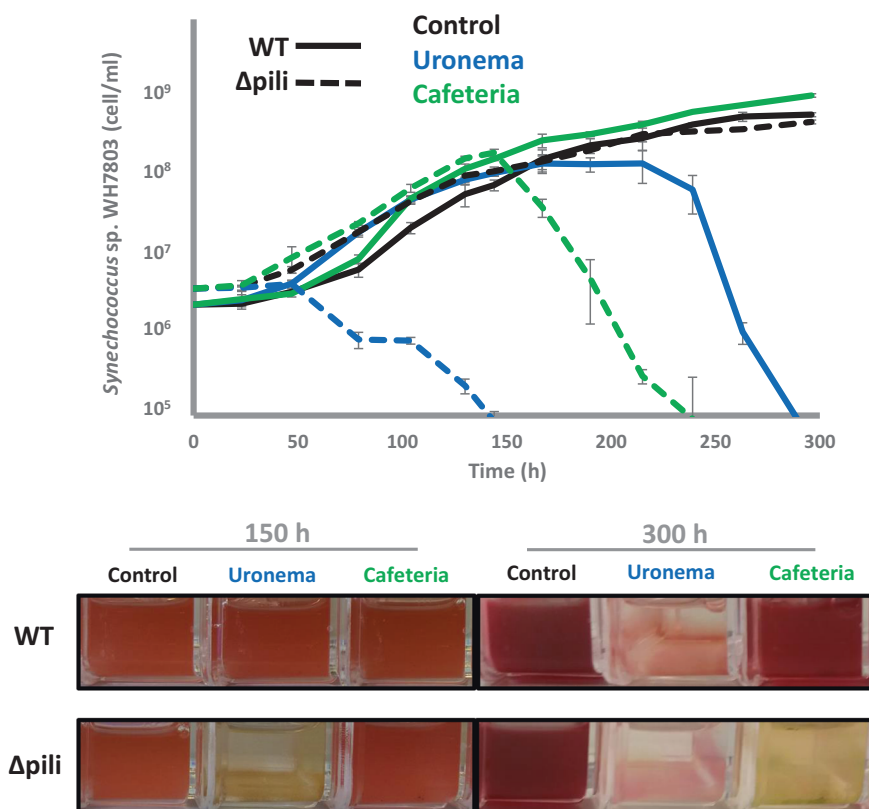 Control
WT
Uronema
Δpili
Cafeteria
Synechococcus sp. WH7803 (cell/ml)
10⁹
10⁸
10⁷
10⁶
10⁵
0 50 100 150 200 250 300
Time (h)
150 h 300 h
Control Uronema Cafeteria Control Uronema Cafeteria
WT
Δpili